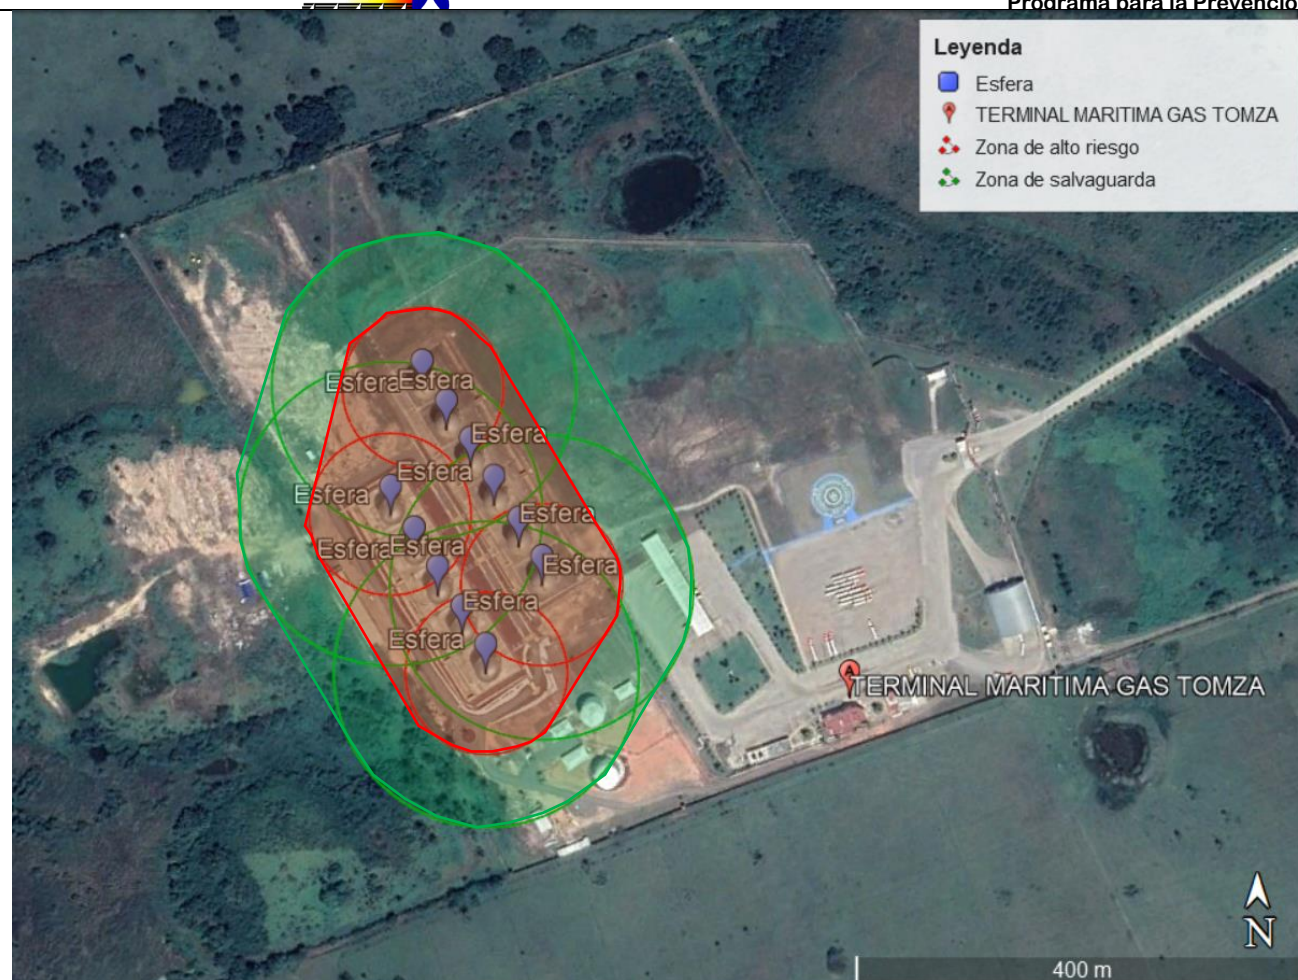 Programa para la Prevenció
Leyenda
Esfera
TERMINAL MARITIMA GAS TOMZA
Zona de alto riesgo
Zona de salvaguarda
Esfera Esfera
Esfera
Esfera
Esfera
Esfera
Esfera Esfera
Esfera
Esfera
Esfera
A
TERMINAL MARITIMA GAS TOMZA
N
400 m